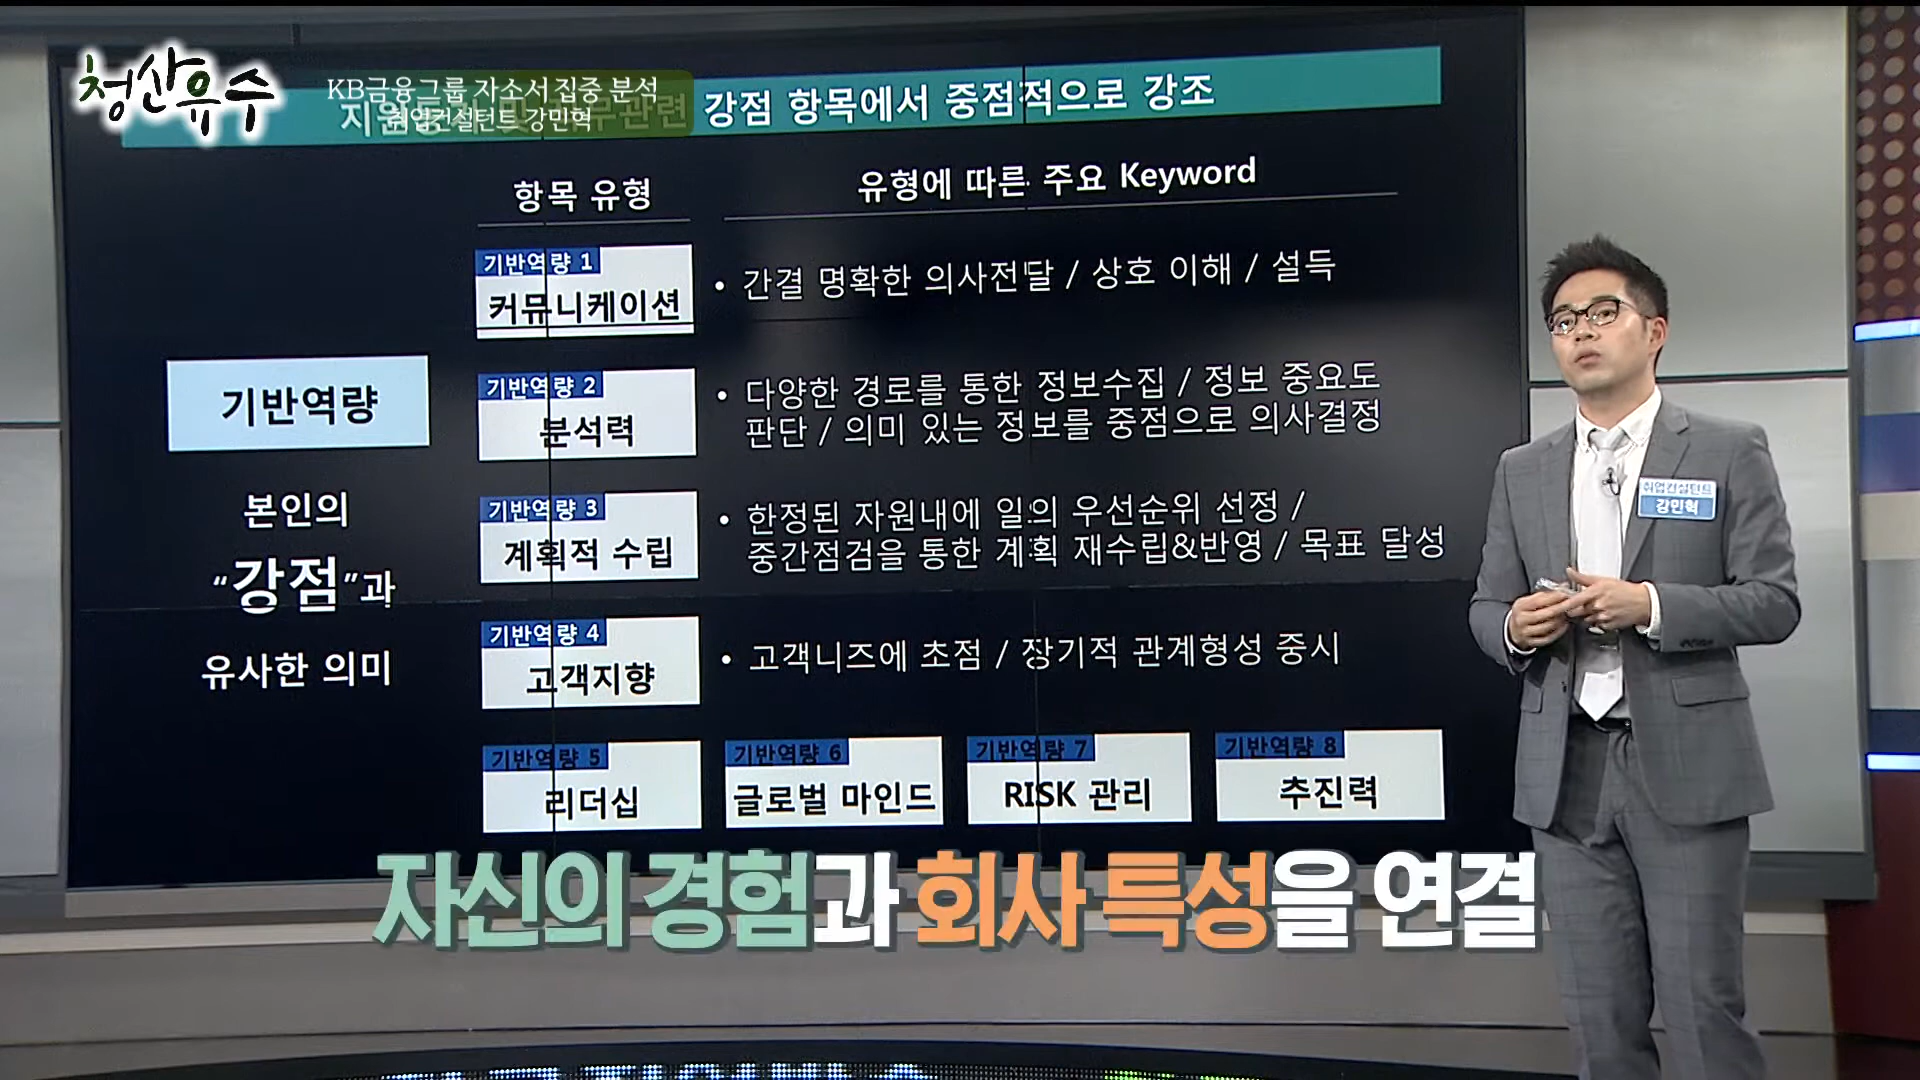 청산유수
KB금융그룹 자소서 집중 분석
취업컨설턴트 강민혁
지원동기 및 직무관련 강점 항목에서 중점적으로 강조
항목 유형
유형에 따른 주요 Keyword
기반역량
본인의
“강점”과
유사한 의미
기반역량 1
커뮤니케이션
• 간결 명확한 의사전달 / 상호 이해 / 설득
기반역량 2
분석력
• 다양한 경로를 통한 정보수집 / 정보 중요도
판단 / 의미 있는 정보를 중점으로 의사결정
기반역량 3
계획적 수립
• 한정된 자원내에 일의 우선순위 선정 /
중간점검을 통한 계획 재수립&반영 / 목표 달성
기반역량 4
고객지향
• 고객니즈에 초점 / 장기적 관계형성 중시
기반역량 5
리더십
기반역량 6
글로벌 마인드
기반역량 7
RISK 관리
기반역량 8
추진력
취업컨설턴트
강민혁
자신의 경험과 회사 특성을 연결